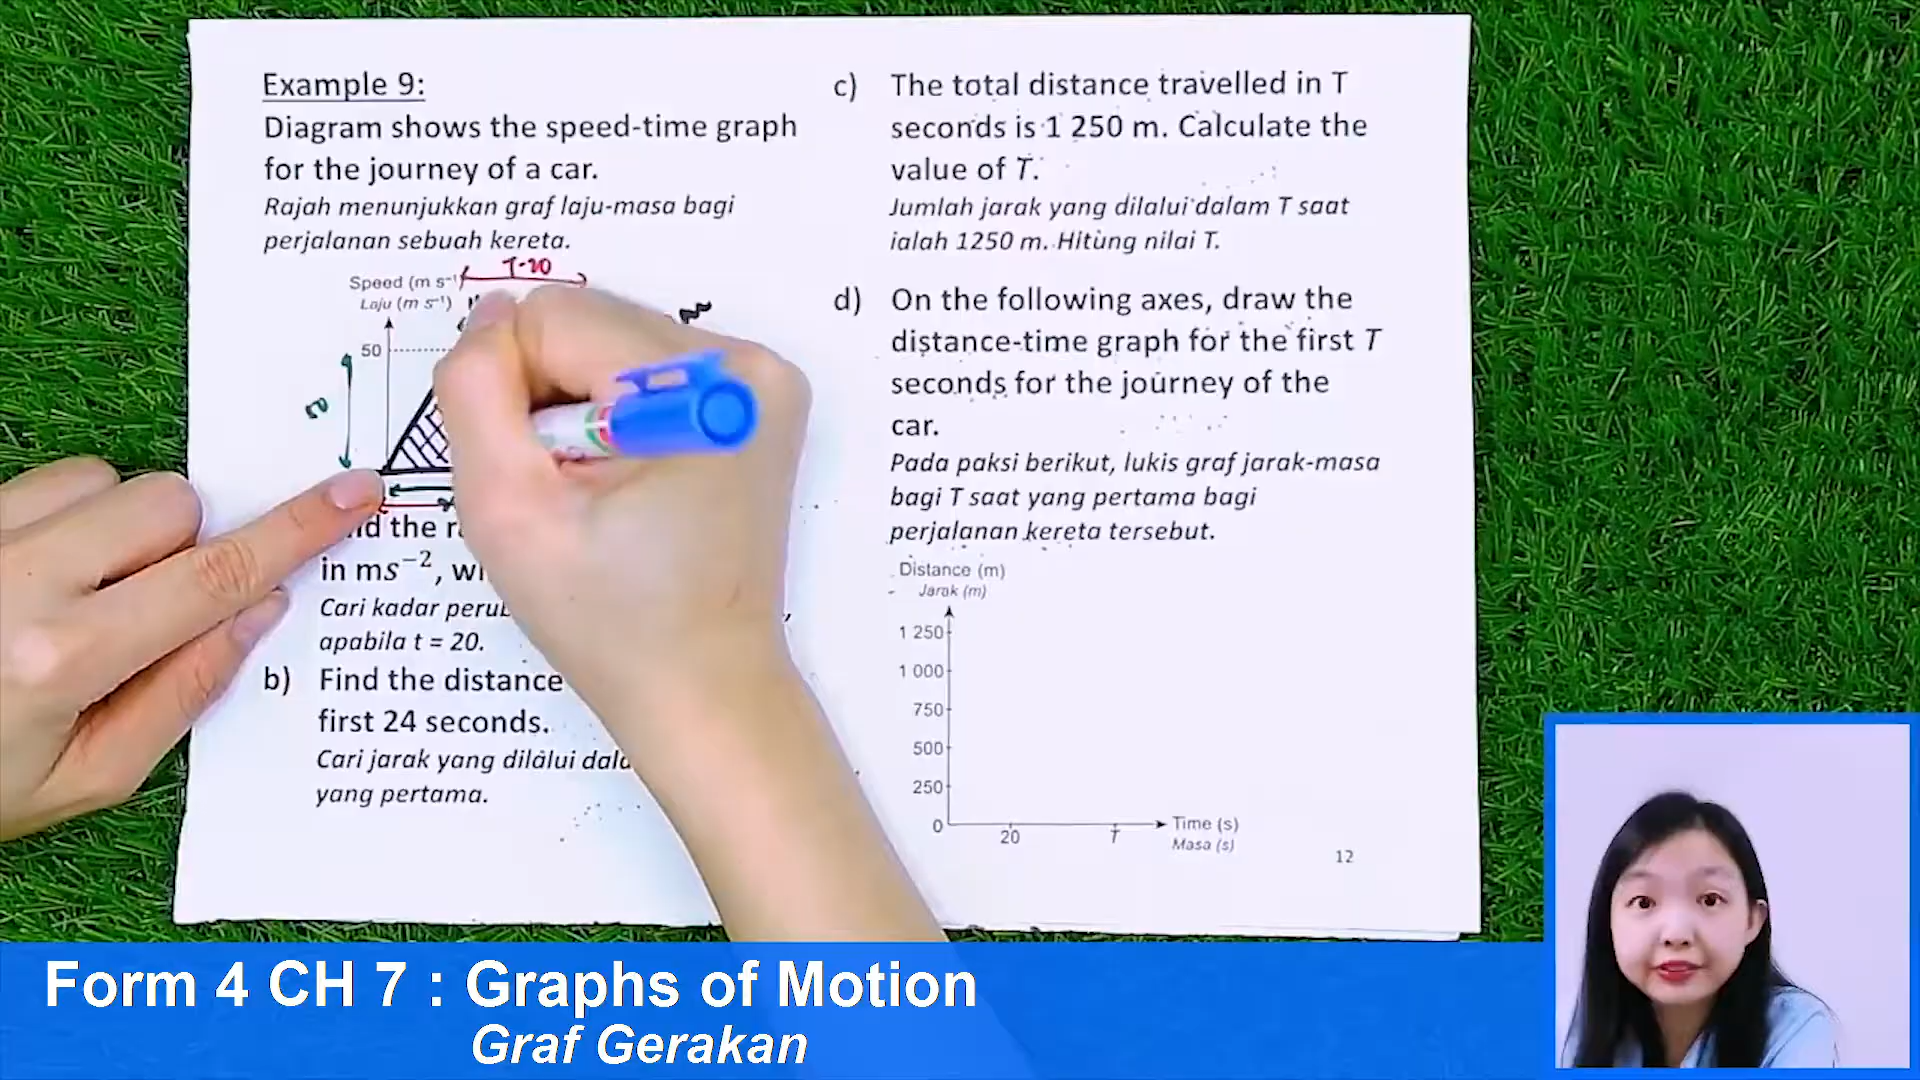 Example 9:
Diagram shows the speed-time graph
for the journey of a car.
Rajah menunjukkan graf laju-masa bagi
perjalanan sebuah kereta.
T-20
Speed (m s⁻¹)
Laju (m s⁻¹)
50
the
in ms⁻²,
Cari kadar
apabila t = 20.
b) Find the distance
first 24 seconds.
Cari jarak yang dilalui
yang pertama.
c) The total distance travelled in T
seconds is 1 250 m. Calculate the
value of T.
Jumlah jarak yang dilalui dalam T saat
ialah 1250 m. Hitung nilai T.
d) On the following axes, draw the
distance-time graph for the first T
seconds for the journey of the
car.
Pada paksi berikut, lukis graf jarak-masa
bagi T saat yang pertama bagi
perjalanan kereta tersebut.
Distance (m)
Jarak (m)
1 250
1 000
750
500
250
0 20 T Time (s)
Masa (s)
12
Form 4 CH 7 : Graphs of Motion
Graf Gerakan